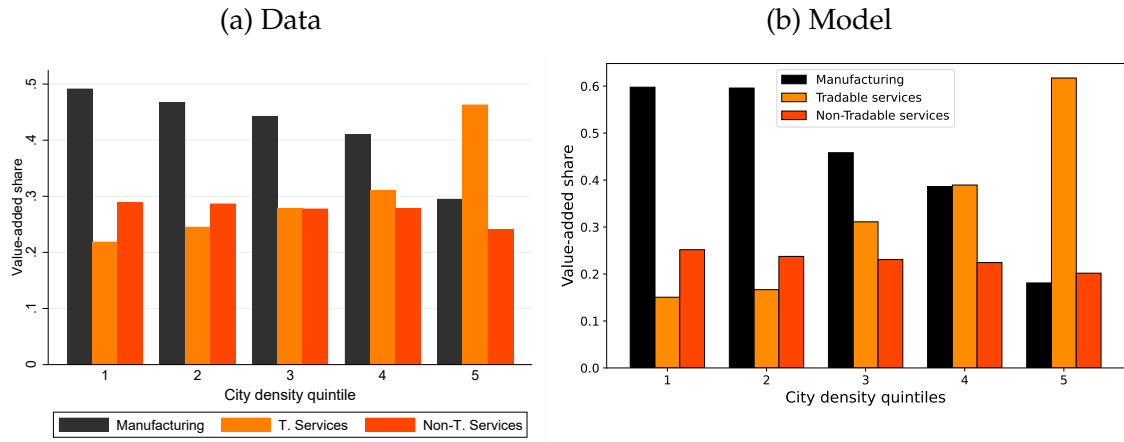 (a) Data
Value-added share
.5
.4
.3
.2
.1
0
1 2 3 4 5
City density quintile
Manufacturing T. Services Non-T. Services
(b) Model
Value-added share
0.6
0.5
0.4
0.3
0.2
0.1
0.0
Manufacturing
Tradable services
Non-Tradable services
1 2 3 4 5
City density quintiles